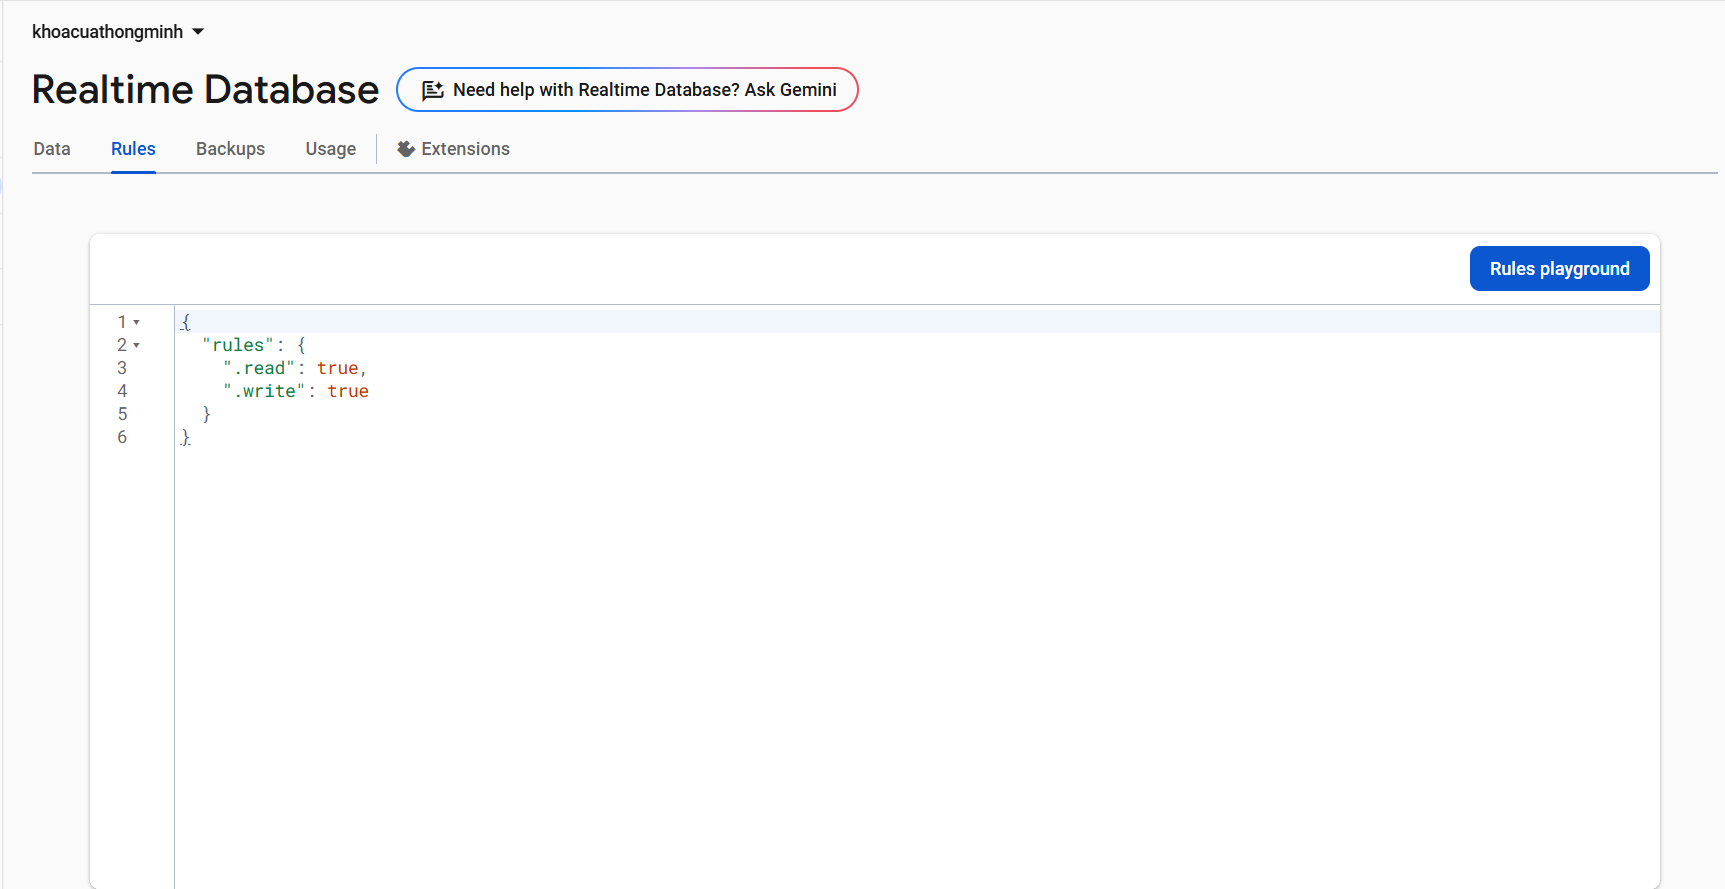 khoacuathongminh
Realtime Database
Need help with Realtime Database? Ask Gemini
Data Rules Backups Usage Extensions
Rules playground
1 {
2 "rules": {
3 ".read": true,
4 ".write": true
5 }
6 }